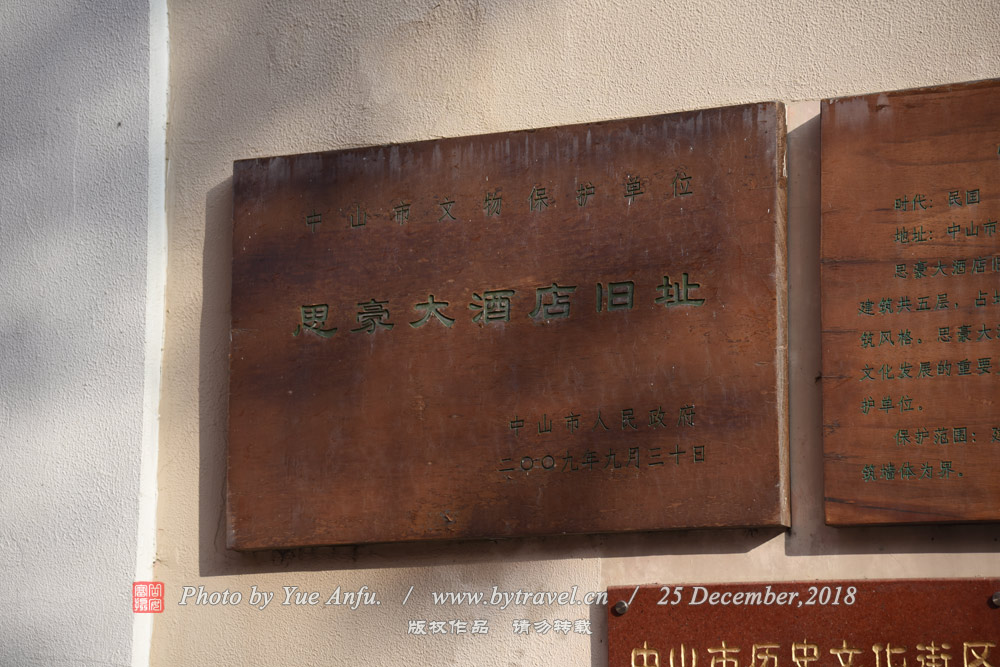 中山市文物保护单位
思豪大酒店旧址
中山市人民政府
二〇〇九年九月三十日
时代：民国
地址：中山市
思豪大酒店旧
建筑共五层，占
筑风格。思豪大
文化发展的重要
护单位。
保护范围：建
筑墙体为界。
Photo by Yue Anfu. / www.bytravel.cn / 25 December,2018
版权作品 请勿转载
中山市历史文化街区